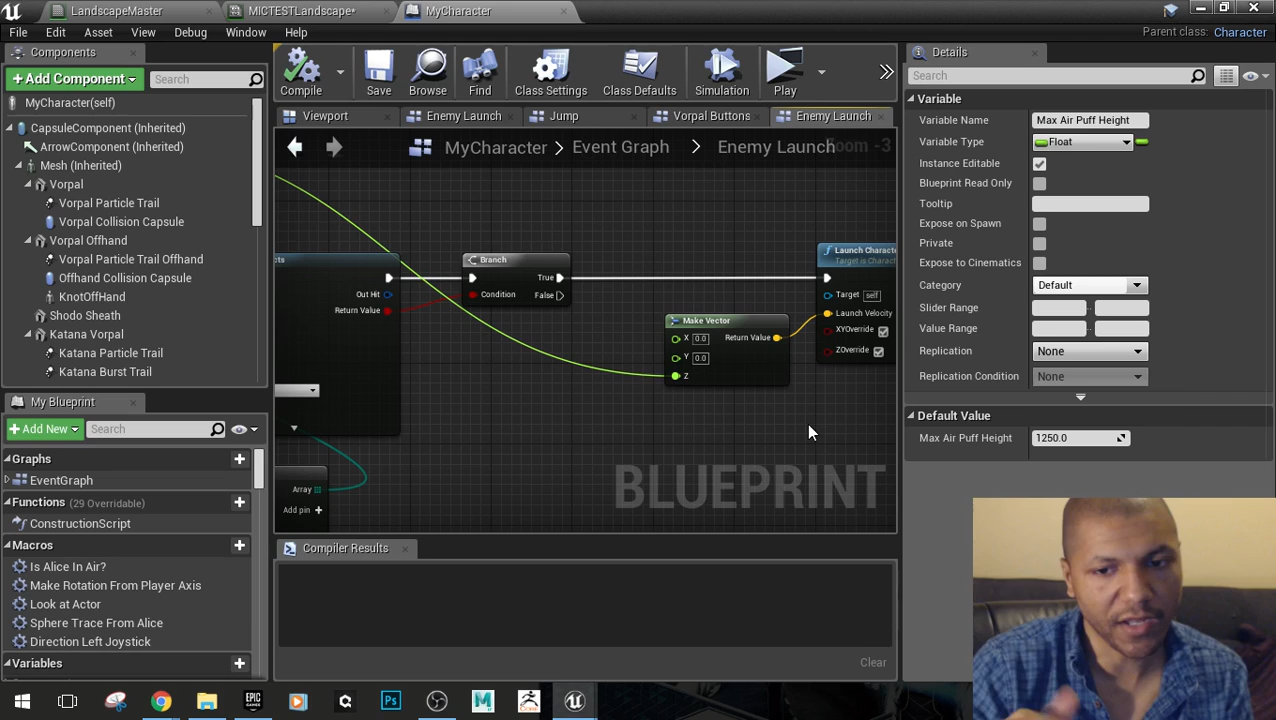 LandscapeMaster
MICTESTLandscape*
MyCharacter
File Edit Asset View Debug Window Help
Parent class: Character
Components
+Add Component
Search
MyCharacter(self)
CapsuleComponent (Inherited)
ArrowComponent (Inherited)
Mesh (Inherited)
Vorpal
Vorpal Particle Trail
Vorpal Collision Capsule
Vorpal Offhand
Vorpal Particle Trail Offhand
Offhand Collision Capsule
KnotOffHand
Shodo Sheath
Katana Vorpal
Katana Particle Trail
Katana Burst Trail
My Blueprint
+Add New
Search
Graphs
EventGraph
Functions (29 Overridable)
ConstructionScript
Macros
Is Alice In Air?
Make Rotation From Player Axis
Look at Actor
Sphere Trace From Alice
Direction Left Joystick
Variables
Compile
Save
Browse
Find
Class Settings
Class Defaults
Simulation
Play
Viewport
Enemy Launch
Jump
Vorpal Buttons
Enemy Launch
MyCharacter > Event Graph > Enemy Launch
Zoom -3
cts
Out Hit
Return Value
Array
Add pin +
Branch
True
Condition False
Make Vector
X 0.0 Return Value
Y 0.0
Z
Launch Characte
Target is Charac
Target self
Launch Velocity
XYOverride
ZOverride
BLUEPRINT
Compiler Results
Clear
Details
Search
Variable
Variable Name Max Air Puff Height
Variable Type Float
Instance Editable
Blueprint Read Only
Tooltip
Expose on Spawn
Private
Expose to Cinematics
Category Default
Slider Range
Value Range
Replication None
Replication Condition None
Default Value
Max Air Puff Height 1250.0
EPIC GAMES
Ps
M